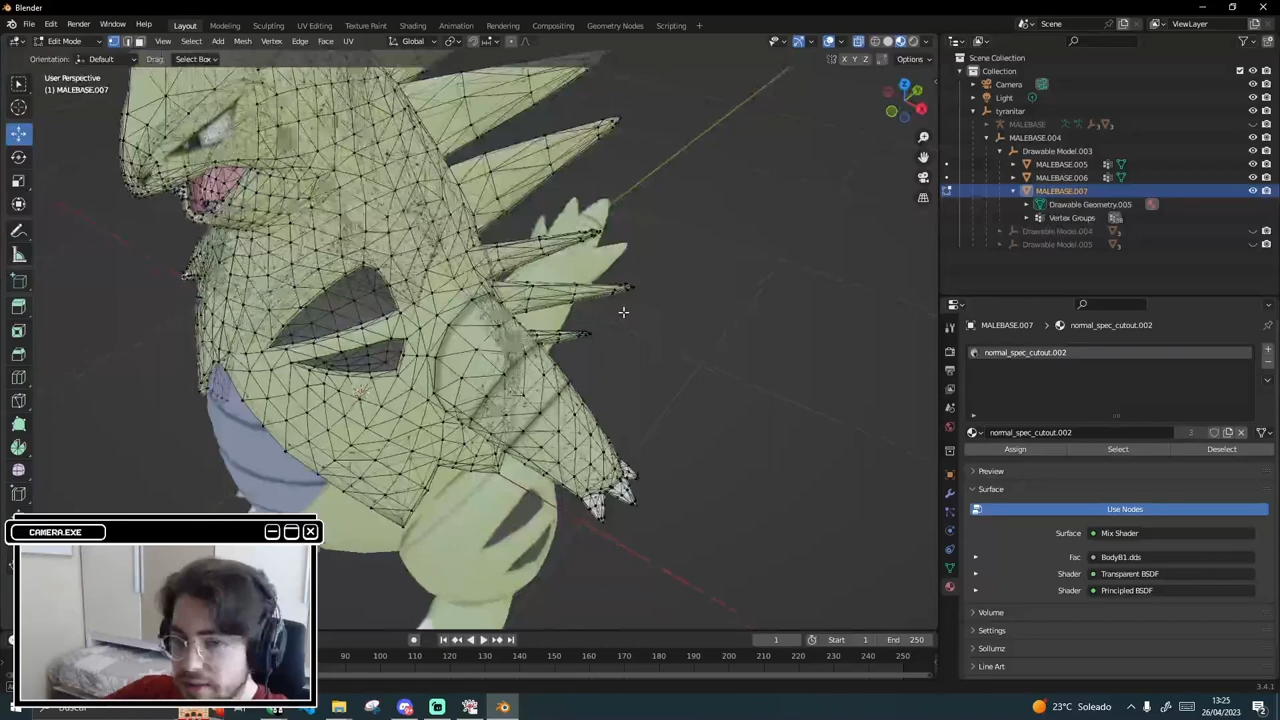 Blender
File Edit Render Window Help Layout Modeling Sculpting UV Editing Texture Paint Shading Animation Rendering Compositing Geometry Nodes Scripting + Scene ViewLayer
Edit Mode View Select Add Mesh Vertex Edge Face UV Global
Orientation: Default Drag: Select Box X Y Z Options
User Perspective
(1) MALEBASE.007
Z
Scene Collection
Collection
Camera
Light
tyranitar
MALEBASE
MALEBASE.004
Drawable Model.003
MALEBASE.005
MALEBASE.006
MALEBASE.007
Drawable Geometry.005
Vertex Groups
Drawable Model.004
Drawable Model.005
MALEBASE.007 normal_spec_cutout.002
normal_spec_cutout.002
normal_spec_cutout.002 3
Assign Select Deselect
Preview
Surface
Use Nodes
Surface: Mix Shader
Fac BodyB1.dds
Shader Transparent BSDF
Shader Principled BSDF
Volume
Settings
Sollumz
Line Art
CAMERA.EXE
1 Start 1 End 250
90 100 110 120 130 140 150 160 170 180 190 200 210 220 230 240 250
3.4.1
Buscar
23°C Soleado
13:25
26/04/2023